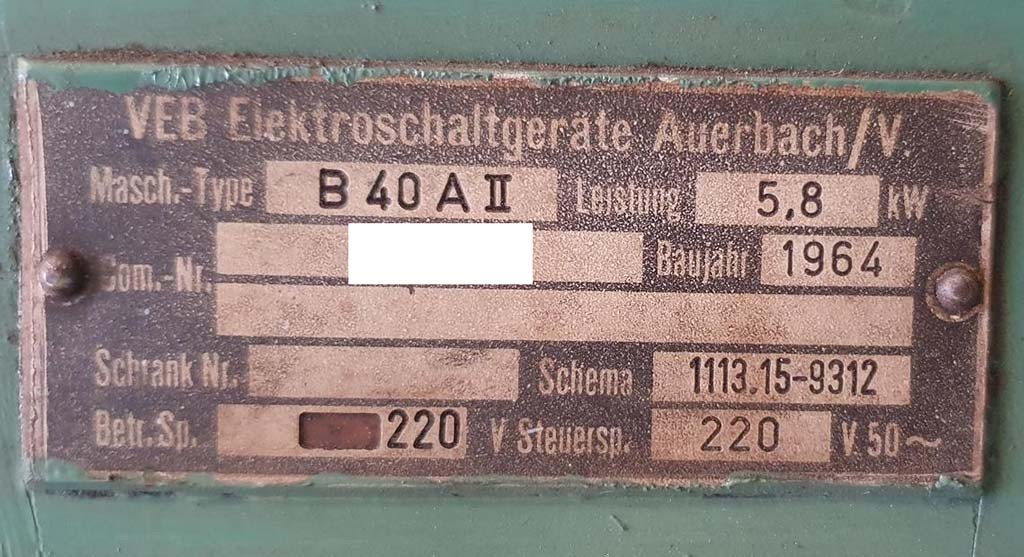 VEB Elektroschaltgeräte Auerbach/V.
Masch.-Type B 40 A II Leistung 5,8 kW
Com.-Nr. Baujahr 1964
Schrank Nr. Schema 1113.15-9312
Betr. Sp. 220 V Steuersp. 220 V. 50 ~